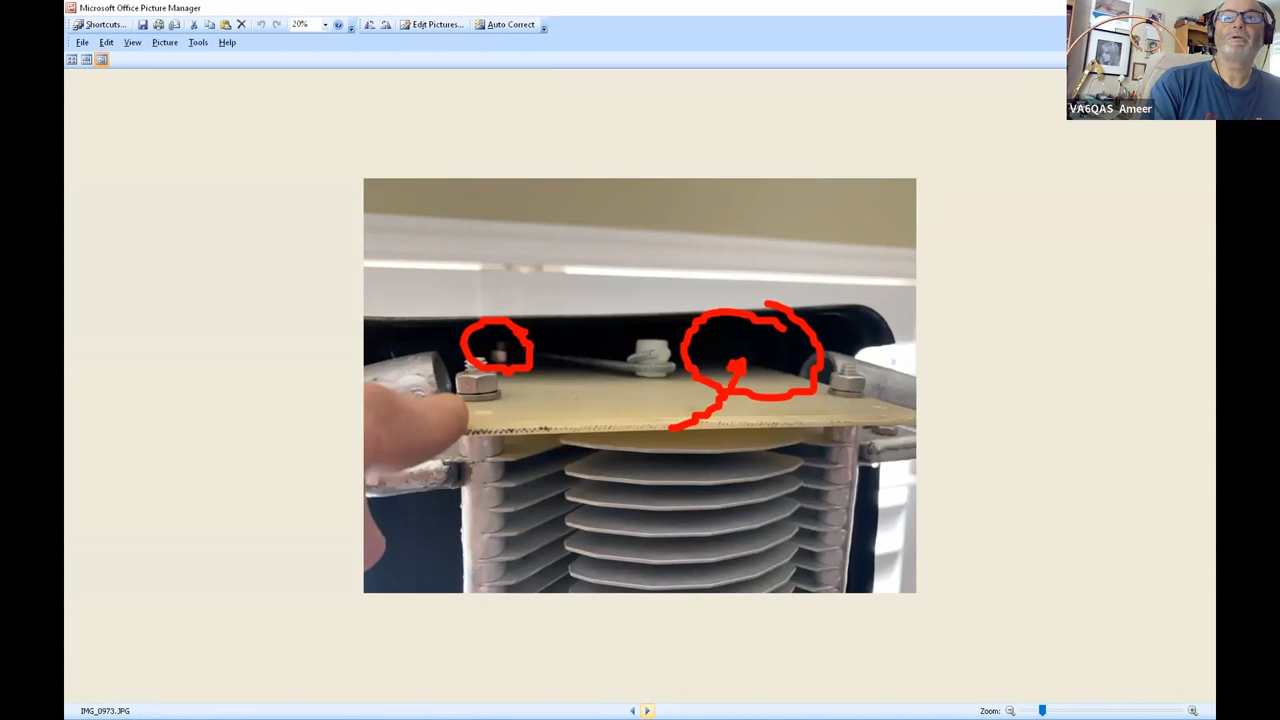 Microsoft Office Picture Manager
Shortcuts... 20% Edit Pictures... Auto Correct
File Edit View Picture Tools Help
VA6QAS Ameer
IMG_0973.JPG Zoom: